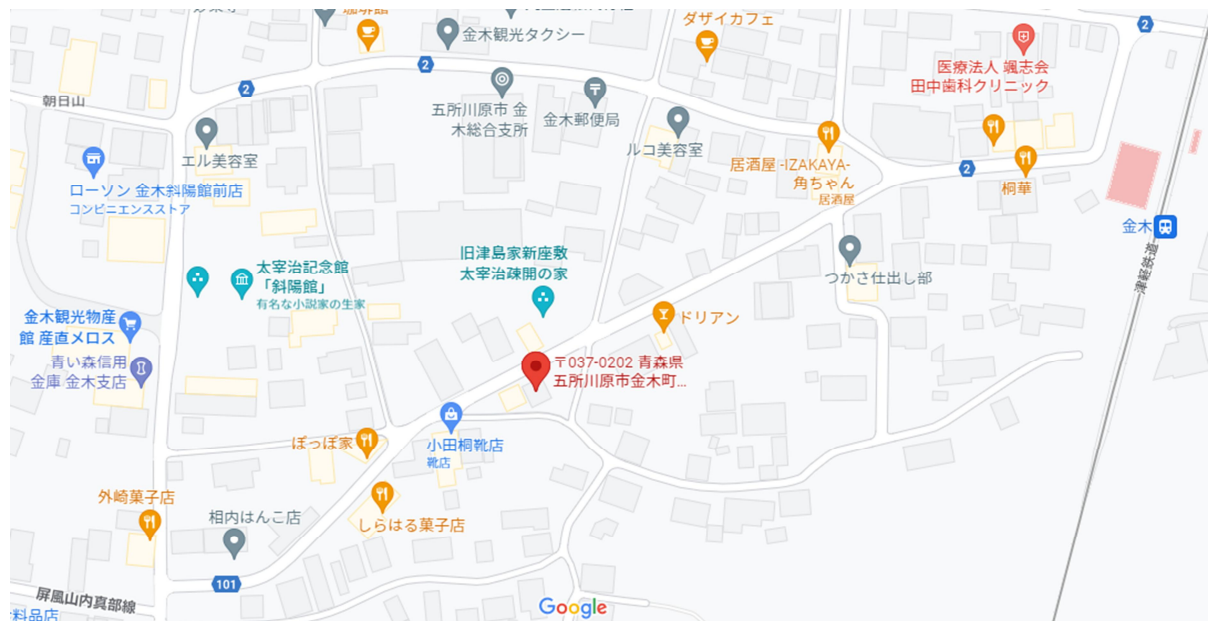 珈琲館
金木観光タクシー
ダザイカフェ
2
医療法人 颯志会
田中歯科クリニック
2
2
朝日山
五所川原市 金
木総合支所
金木郵便局
エル美容室
ルコ美容室
居酒屋 -IZAKAYA-
角ちゃん
居酒屋
2
桐華
ローソン 金木斜陽館前店
コンビニエンスストア
金木
津軽鉄道
太宰治記念館
「斜陽館」
有名な小説家の生家
旧津島家新座敷
太宰治疎開の家
つかさ仕出し部
金木観光物産
館 産直メロス
ドリアン
青い森信用
金庫 金木支店
〒037-0202 青森県
五所川原市金木町...
ぽっぽ家
小田桐靴店
靴店
外崎菓子店
相内はんこ店
しらはる菓子店
101
屏風山内真部線
料品店
Google